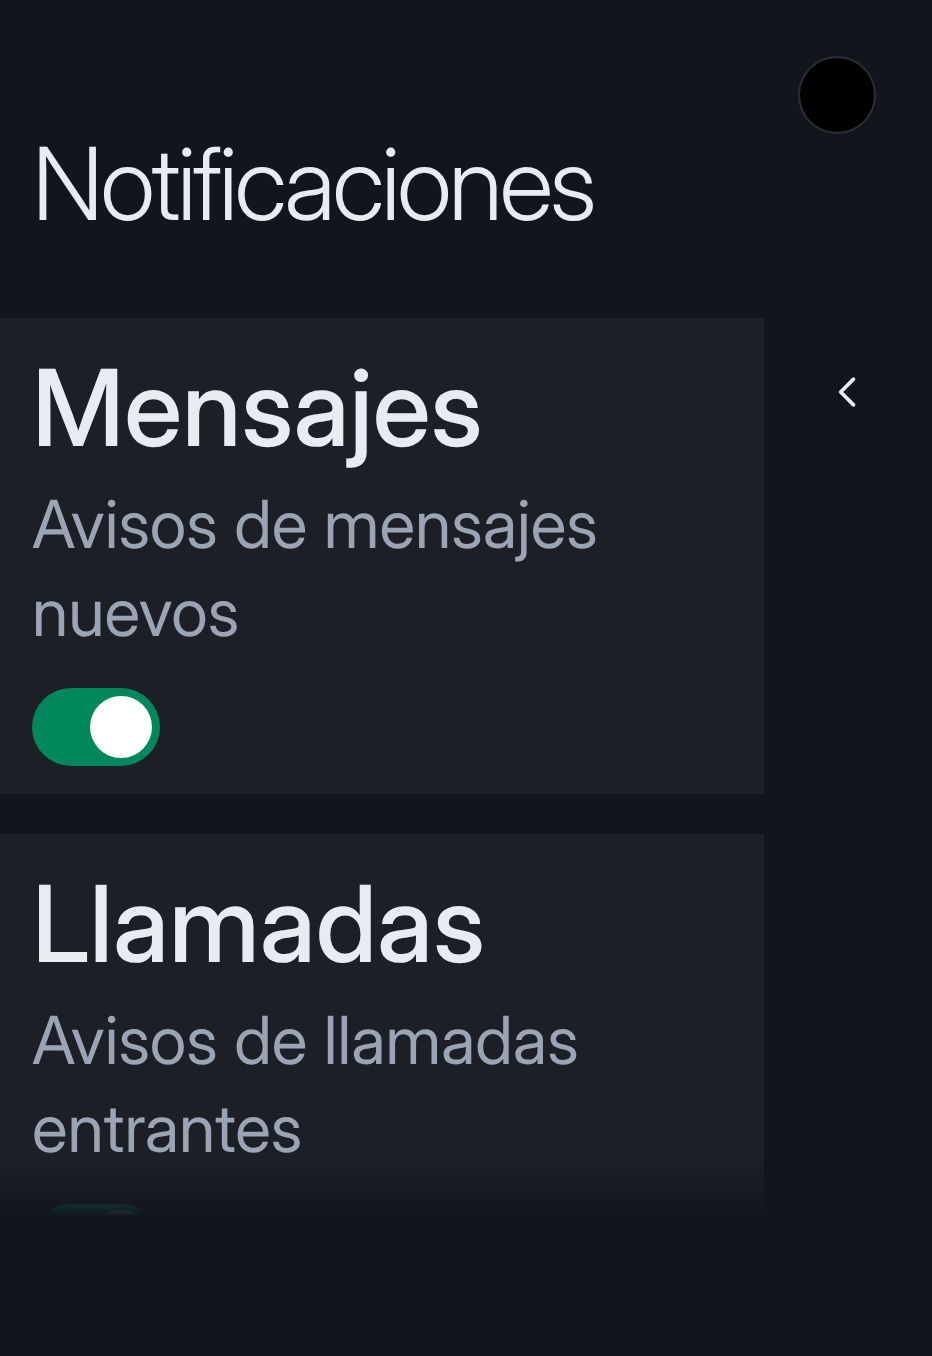 Notificaciones
Mensajes
Avisos de mensajes
nuevos
Llamadas
Avisos de llamadas
entrantes